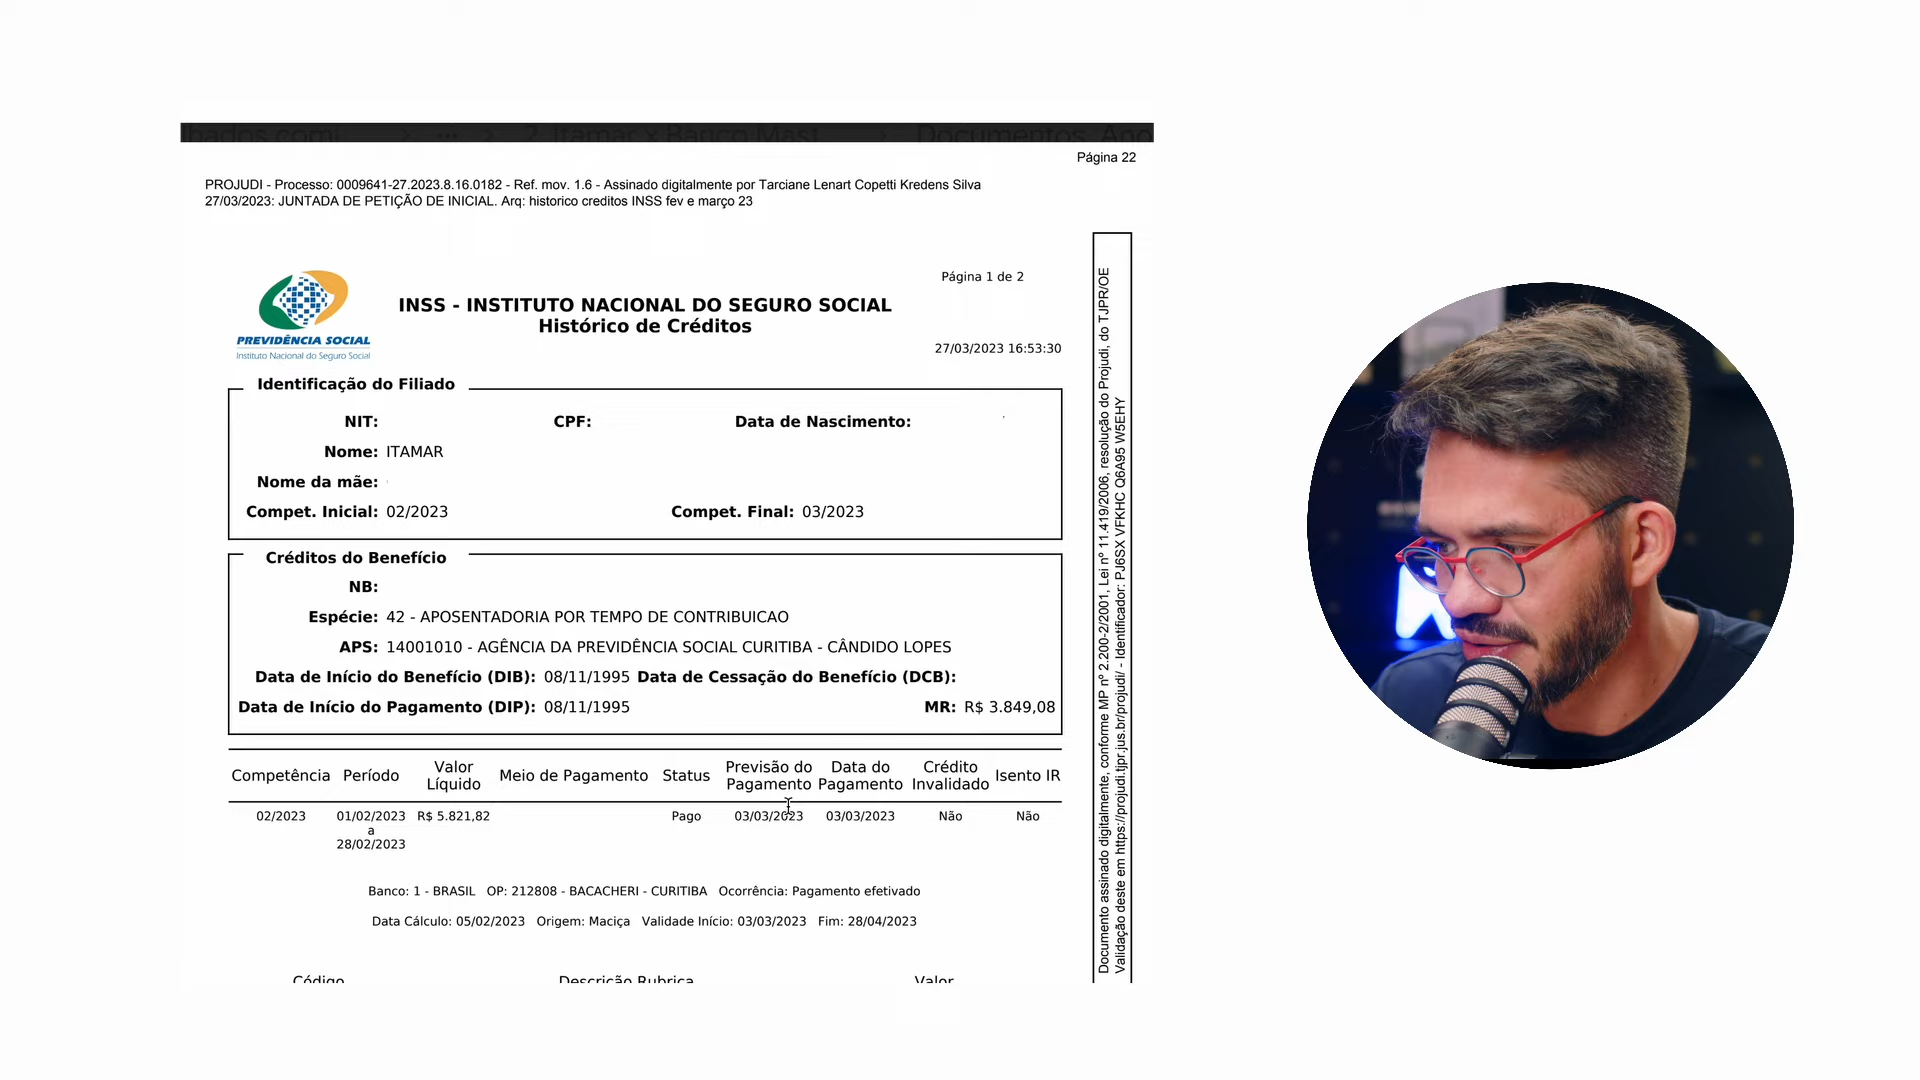 Página 22
PROJUDI - Processo: 0009641-27.2023.8.16.0182 - Ref. mov. 1.6 - Assinado digitalmente por Tarciane Lenart Copetti Kredens Silva
27/03/2023: JUNTADA DE PETIÇÃO DE INICIAL. Arq: historico creditos INSS fev e março 23
Página 1 de 2
INSS - INSTITUTO NACIONAL DO SEGURO SOCIAL
Histórico de Créditos
PREVIDÊNCIA SOCIAL
Instituto Nacional do Seguro Social
27/03/2023 16:53:30
Identificação do Filiado
NIT: CPF: Data de Nascimento:
Nome: ITAMAR
Nome da mãe:
Compet. Inicial: 02/2023 Compet. Final: 03/2023
Créditos do Benefício
NB:
Espécie: 42 - APOSENTADORIA POR TEMPO DE CONTRIBUICAO
APS: 14001010 - AGÊNCIA DA PREVIDÊNCIA SOCIAL CURITIBA - CÂNDIDO LOPES
Data de Início do Benefício (DIB): 08/11/1995 Data de Cessação do Benefício (DCB):
Data de Início do Pagamento (DIP): 08/11/1995 MR: R$ 3.849,08
Competência Período Valor Líquido Meio de Pagamento Status Previsão do Pagamento Data do Pagamento Crédito Invalidado Isento IR
02/2023 01/02/2023 R$ 5.821,82 Pago 03/03/2023 03/03/2023 Não Não
a
28/02/2023
Banco: 1 - BRASIL OP: 212808 - BACACHERI - CURITIBA Ocorrência: Pagamento efetivado
Data Cálculo: 05/02/2023 Origem: Maciça Validade Início: 03/03/2023 Fim: 28/04/2023
Código Descrição Rubrica Valor
Documento assinado digitalmente, conforme MP nº 2.200-2/2001, Lei nº 11.419/2006, resolução do Projudi, do TJPR/OE
Validação deste em https://projudi.tjpr.jus.br/projudi/ - Identificador: PJ6SX VFKHC Q6A95 W5EHY